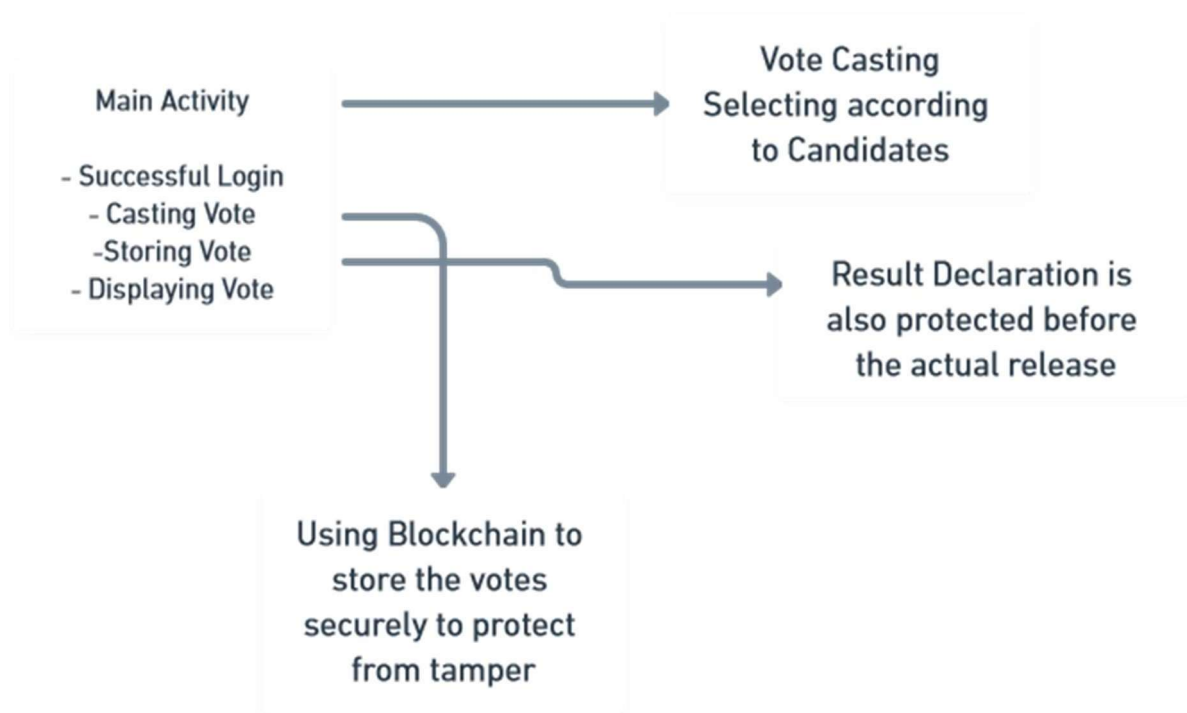 Main Activity
- Successful Login
- Casting Vote
-Storing Vote
- Displaying Vote
Vote Casting
Selecting according
to Candidates
Result Declaration is
also protected before
the actual release
Using Blockchain to
store the votes
securely to protect
from tamper